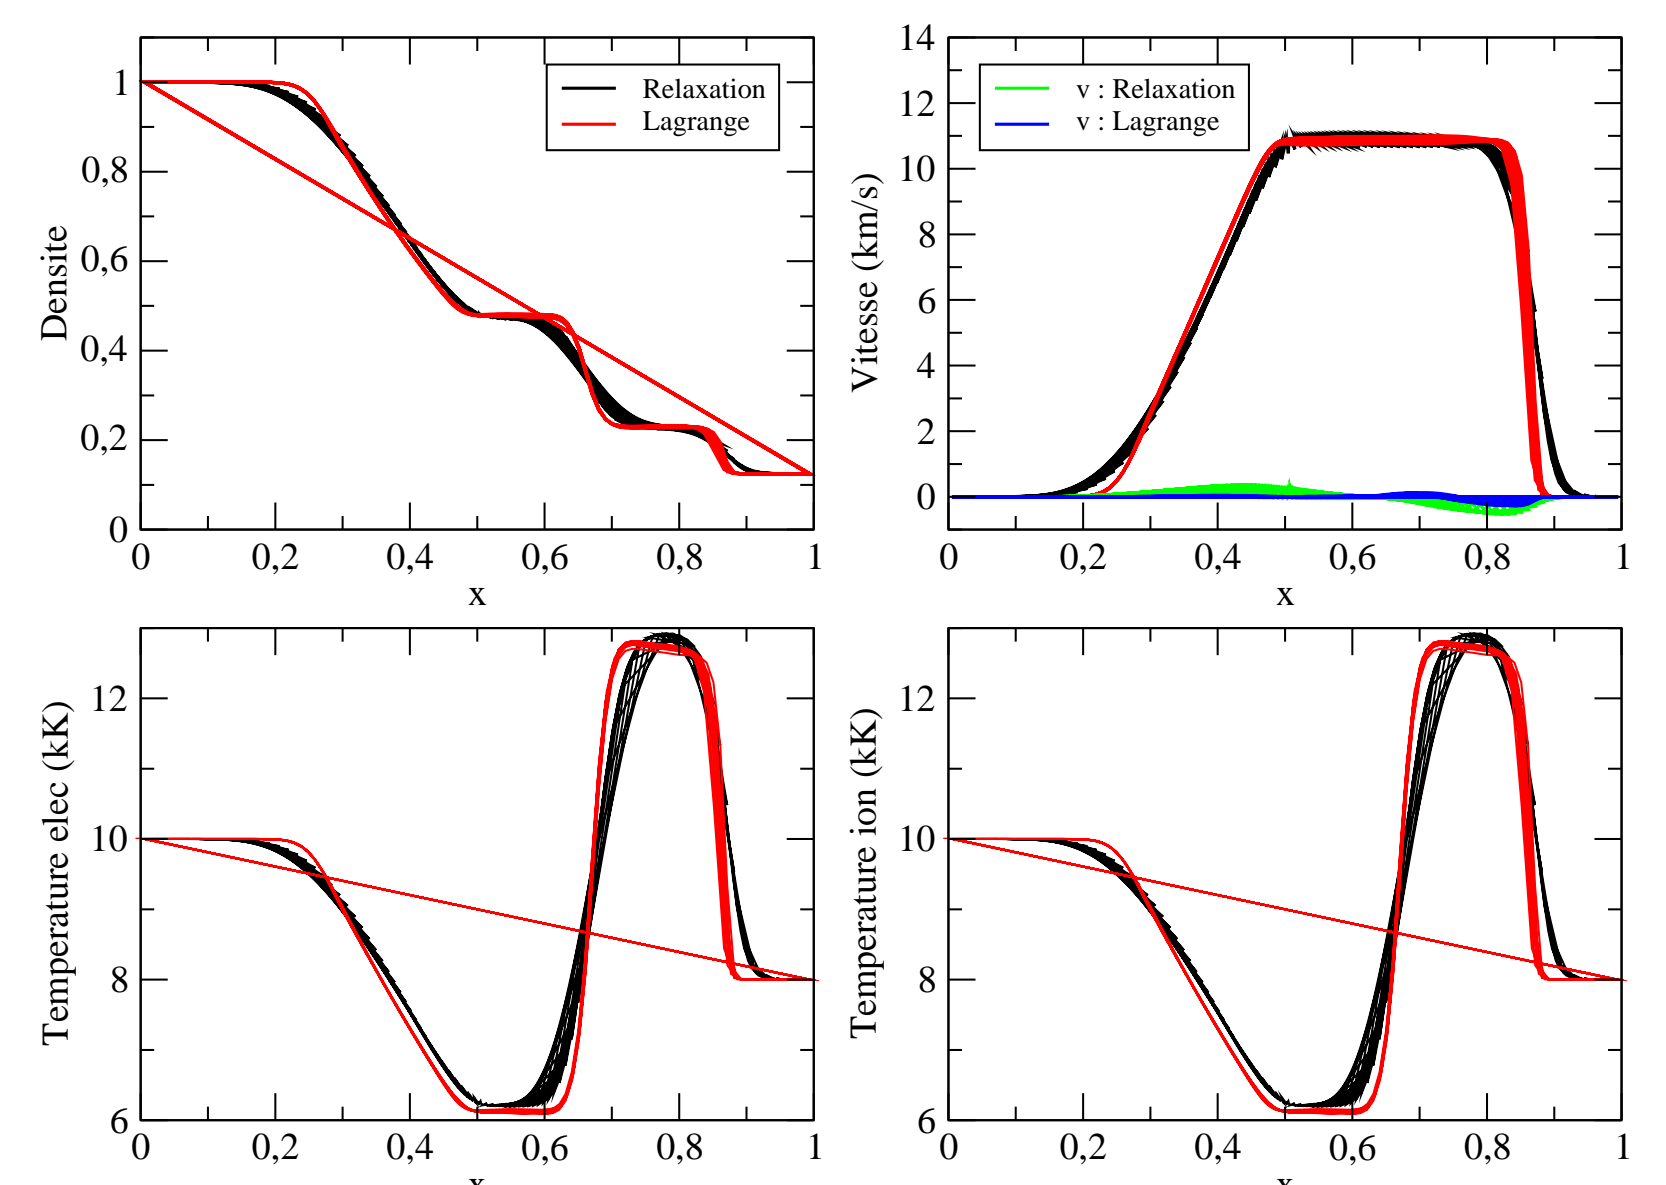 Densite
1
0,8
0,6
0,4
0,2
0
Relaxation
Lagrange
0 0,2 0,4 0,6 0,8 1
x
Vitesse (km/s)
14
12
10
8
6
4
2
0
v : Relaxation
v : Lagrange
0 0,2 0,4 0,6 0,8 1
x
Temperature elec (kK)
12
10
8
6
0 0,2 0,4 0,6 0,8 1
x
Temperature ion (kK)
12
10
8
6
0 0,2 0,4 0,6 0,8 1
x